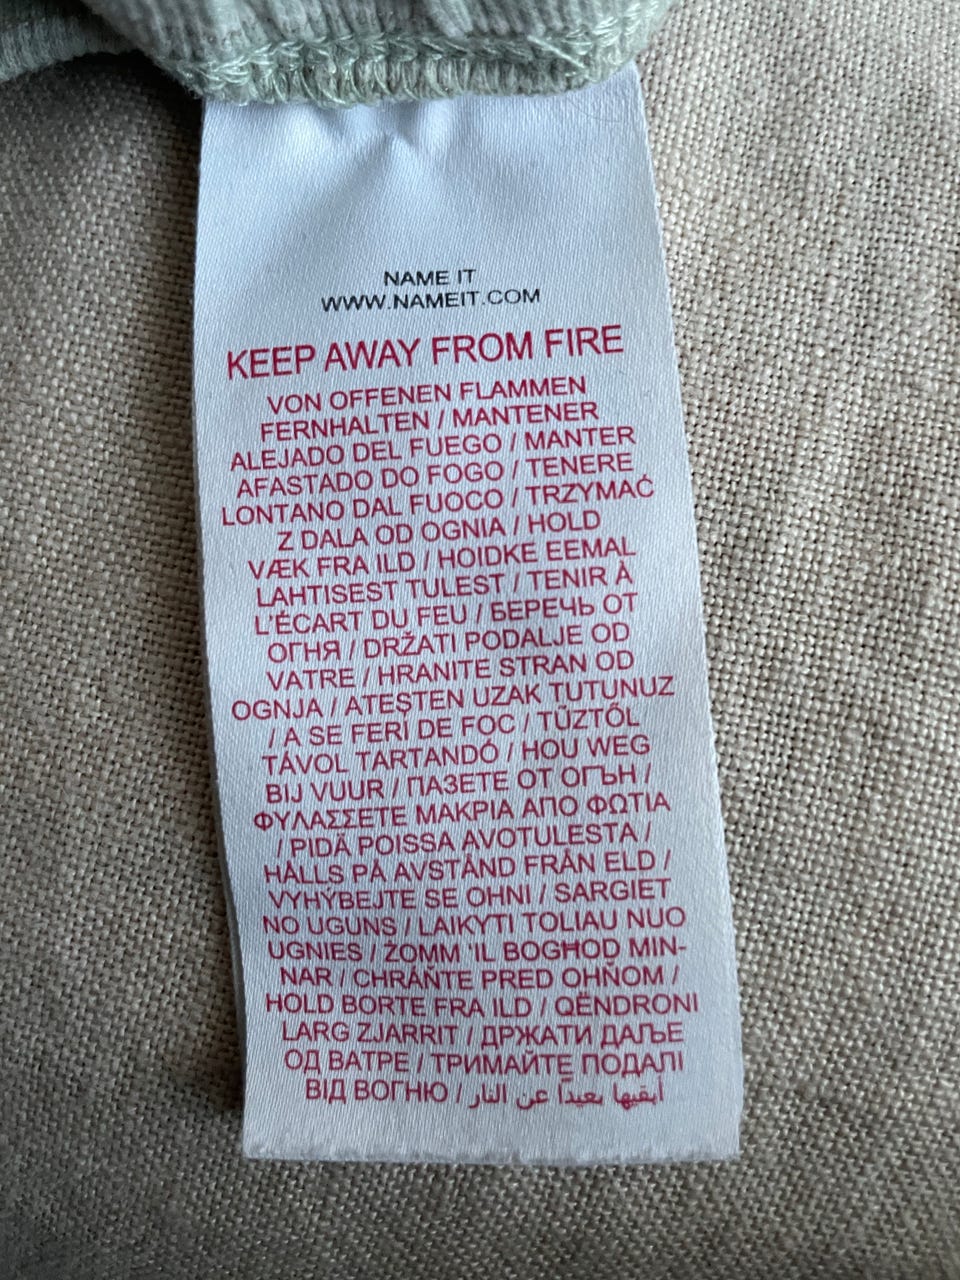 NAME IT
WWW.NAMEIT.COM
KEEP AWAY FROM FIRE
VON OFFENEN FLAMMEN
FERNHALTEN / MANTENER
ALEJADO DEL FUEGO / MANTER
AFASTADO DO FOGO / TENERE
LONTANO DAL FUOCO / TRZYMAĆ
Z DALA OD OGNIA / HOLD
VÆK FRA ILD / HOIDKE EEMAL
LAHTISEST TULEST / TENIR À
L'ÉCART DU FEU / БЕРЕЧЬ ОТ
ОГНЯ / DRŽATI PODALJE OD
VATRE / HRANITE STRAN OD
OGNJA / ATEŞTEN UZAK TUTUNUZ
/ A SE FERI DE FOC / TŰZTŐL
TÁVOL TARTANDÓ / HOU WEG
BIJ VUUR / ПАЗЕТЕ ОТ ОГЪН /
ΦΥΛΑΣΣΕΤΕ ΜΑΚΡΙΑ ΑΠΟ ΦΩΤΙΑ
/ PIDÄ POISSA AVOTULESTA /
HÅLLS PÅ AVSTÅND FRÅN ELD /
VYHÝBEJTE SE OHNI / SARGIET
NO UGUNS / LAIKYTI TOLIAU NUO
UGNIES / ŻOMM 'IL BOGĦOD MIN-
NAR / CHRÁŇTE PRED OHŇOM /
HOLD BORTE FRA ILD / QËNDRONI
LARG ZJARRIT / ДРЖАТИ ДАЉЕ
ОД ВАТРЕ / ТРИМАЙТЕ ПОДАЛІ
ВІД ВОГНЮ / أبقيها بعيداً عن النار